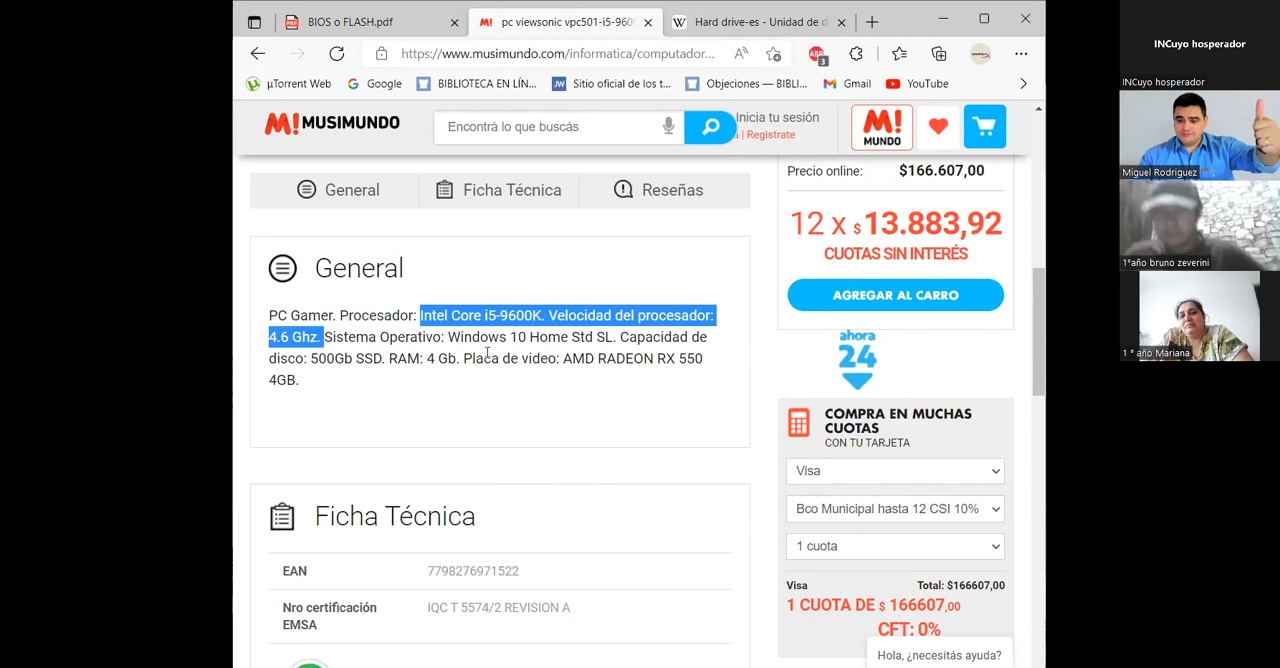 BIOS o FLASH.pdf
pc viewsonic vpc501-i5-960
Hard drive-es - Unidad de d
https://www.musimundo.com/informatica/computador...
ABP
3
µTorrent Web
Google
BIBLIOTECA EN LÍN...
JW
Sitio oficial de los t...
Objeciones — BIBLI...
Gmail
YouTube
M! MUSIMUNDO
Encontrá lo que buscás
Inicia tu sesión
| Registrate
M!
MUNDO
General
Ficha Técnica
Reseñas
Precio online: $166.607,00
12 x $ 13.883,92
CUOTAS SIN INTERÉS
AGREGAR AL CARRO
General
PC Gamer. Procesador: Intel Core i5-9600K. Velocidad del procesador:
4.6 Ghz. Sistema Operativo: Windows 10 Home Std SL. Capacidad de
disco: 500Gb SSD. RAM: 4 Gb. Placa de video: AMD RADEON RX 550
4GB.
ahora
24
COMPRA EN MUCHAS
CUOTAS
CON TU TARJETA
Visa
Bco Municipal hasta 12 CSI 10%
1 cuota
Visa Total: $166607,00
1 CUOTA DE $ 166607,00
CFT: 0%
Hola, ¿necesitás ayuda?
Ficha Técnica
EAN 7798276971522
Nro certificación IQC T 5574/2 REVISION A
EMSA
INCuyo hosperador
INCuyo hosperador
Miguel Rodriguez
1°año bruno zeverini
1 ° año Mariana